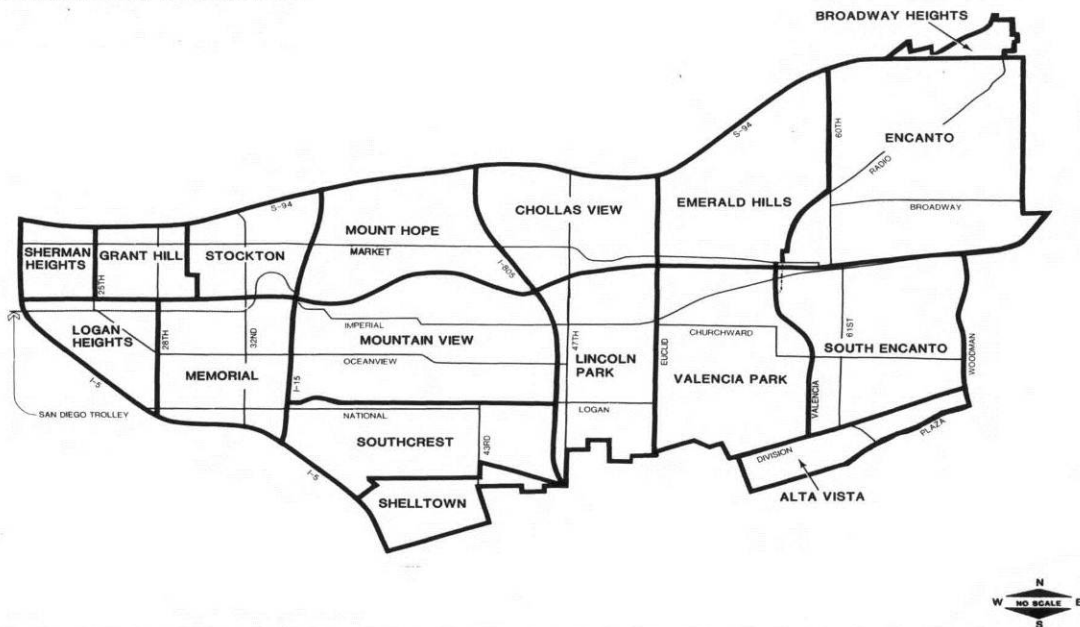 BROADWAY HEIGHTS
S-94
60TH
ENCANTO
RADIO
BROADWAY
EMERALD HILLS
CHOLLAS VIEW
S-94
MOUNT HOPE
MARKET
I-805
SHERMAN
HEIGHTS
25TH
GRANT HILL
STOCKTON
LOGAN
HEIGHTS
28TH
32ND
IMPERIAL
MOUNTAIN VIEW
OCEANVIEW
I-15
MEMORIAL
47TH
LINCOLN
PARK
EUCLID
CHURCHWARD
VALENCIA PARK
VALENCIA
61ST
SOUTH ENCANTO
WOODMAN
I-5
SAN DIEGO TROLLEY
NATIONAL
LOGAN
SOUTHCREST
43RD
I-5
SHELLTOWN
DIVISION
PLAZA
ALTA VISTA
N
W NO SCALE E
S